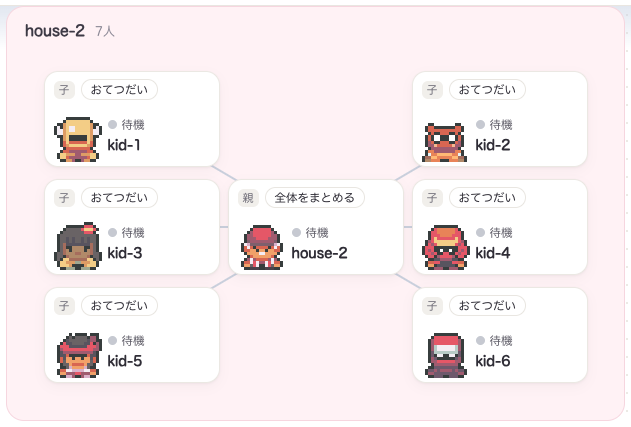 house-2 7人
子 おてつだい
待機
kid-1
子 おてつだい
待機
kid-2
子 おてつだい
待機
kid-3
親 全体をまとめる
待機
house-2
子 おてつだい
待機
kid-4
子 おてつだい
待機
kid-5
子 おてつだい
待機
kid-6